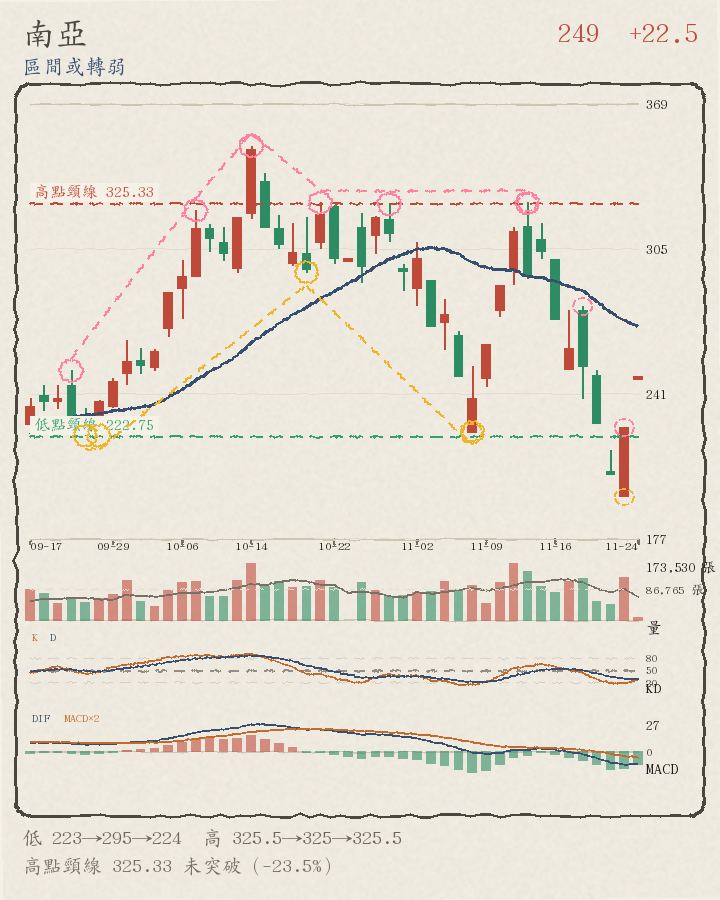 南亞
249 +22.5
區間或轉弱
369
高點頸線 325.33
305
241
低點頸線 222.75
177
09-17 09-29 10-06 10-14 10-22 11-02 11-09 11-16 11-24
173,530 張
86,765 張
量
K D
80
50
20
KD
DIF MACD×2
27
0
MACD
低 223→295→224 高 325.5→325→325.5
高點頸線 325.33 未突破 (-23.5%)